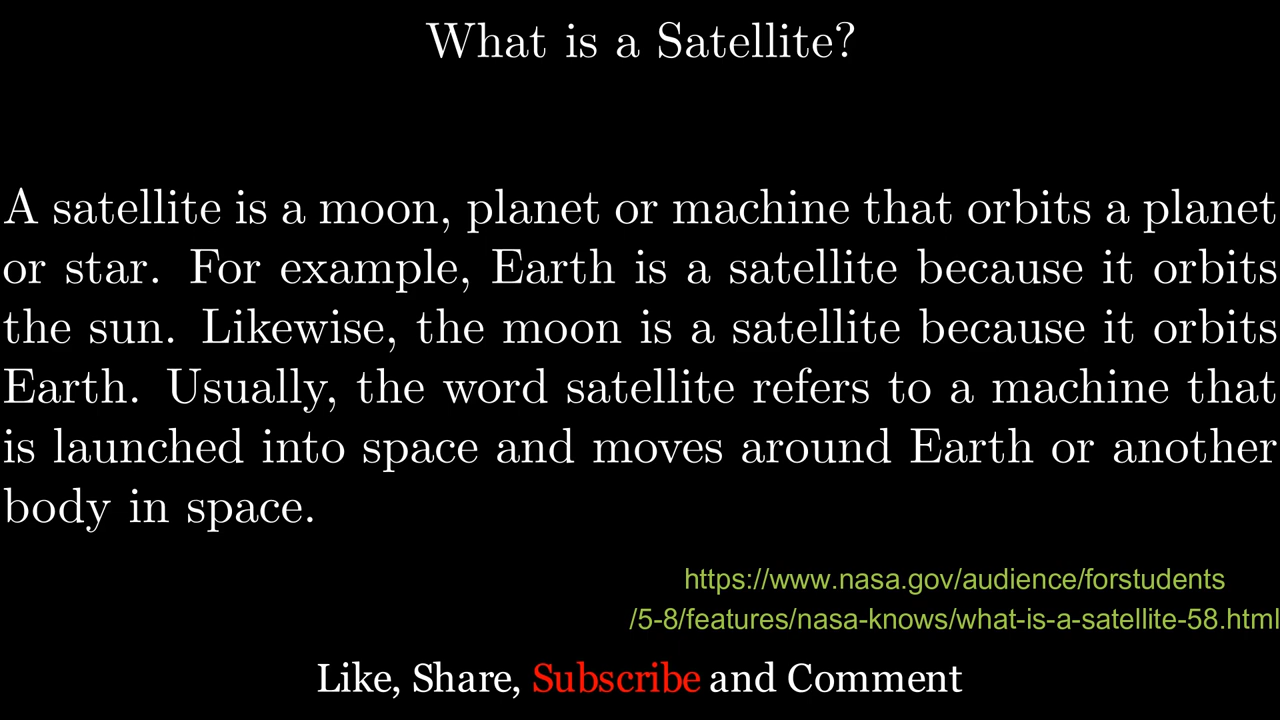 What is a Satellite?
A satellite is a moon, planet or machine that orbits a planet
or star. For example, Earth is a satellite because it orbits
the sun. Likewise, the moon is a satellite because it orbits
Earth. Usually, the word satellite refers to a machine that
is launched into space and moves around Earth or another
body in space.
https://www.nasa.gov/audience/forstudents
/5-8/features/nasa-knows/what-is-a-satellite-58.html
Like, Share, Subscribe and Comment